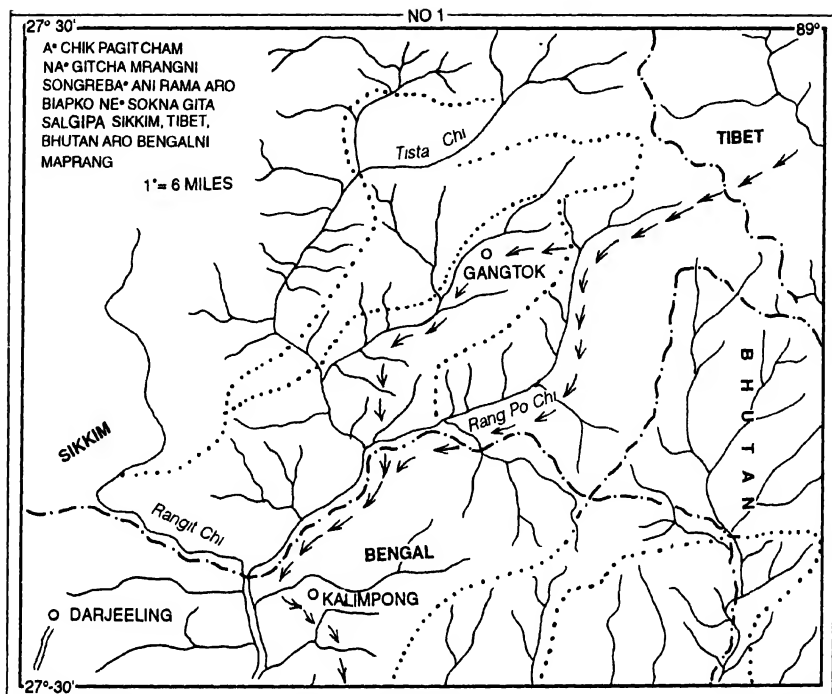 NO 1
27° 30'
89°
A• CHIK PAGITCHAM
NA• GITCHA MRANGNI
SONGREBA• ANI RAMA ARO
BIAPKO NE• SOKNA GITA
SALGIPA SIKKIM, TIBET,
BHUTAN ARO BENGALNI
MAPRANG
1"= 6 MILES
Tista Chi
TIBET
GANGTOK
BHUTAN
Rang Po Chi
SIKKIM
Rangit Chi
BENGAL
KALIMPONG
DARJEELING
27°-30'